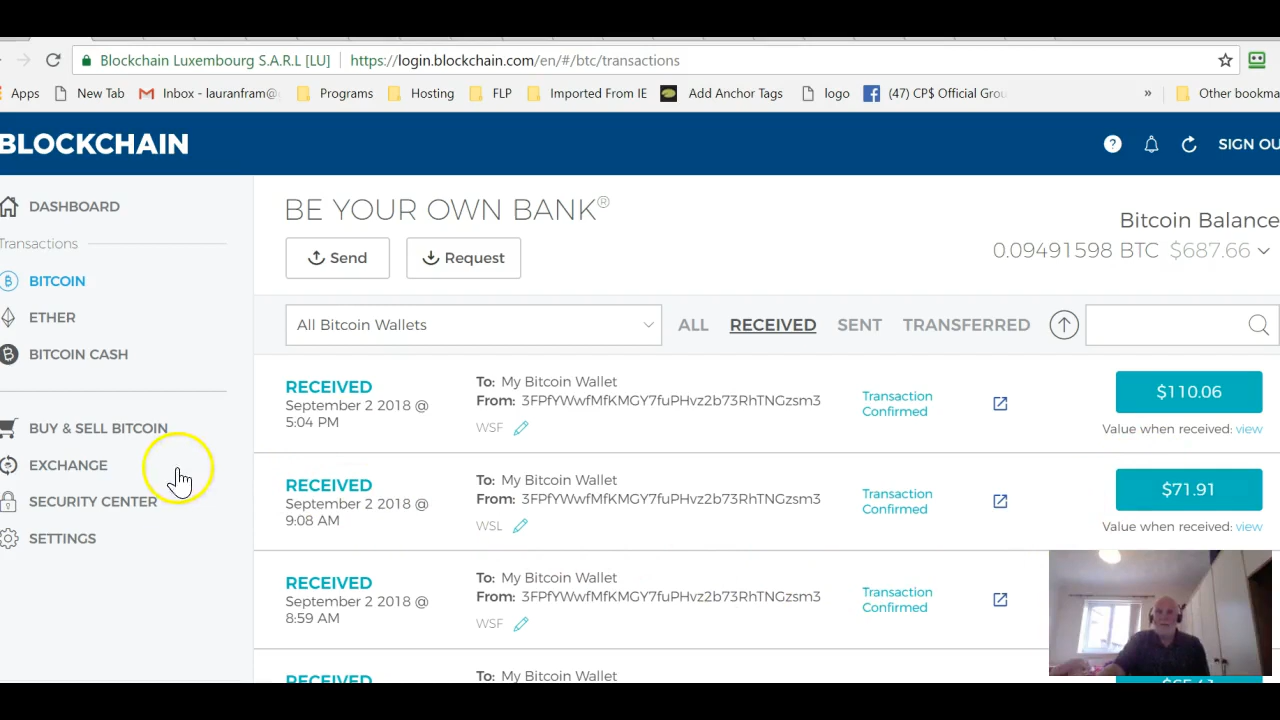 Blockchain Luxembourg S.A.R.L [LU] https://login.blockchain.com/en/#/btc/transactions
Apps New Tab Inbox - lauranfram@ Programs Hosting FLP Imported From IE Add Anchor Tags logo (47) CP$ Official Grou » Other bookma
BLOCKCHAIN
? SIGN OU
DASHBOARD
Transactions
BITCOIN
ETHER
BITCOIN CASH
BUY & SELL BITCOIN
EXCHANGE
SECURITY CENTER
SETTINGS
BE YOUR OWN BANK®
Bitcoin Balance
Send Request
0.09491598 BTC $687.66
All Bitcoin Wallets ALL RECEIVED SENT TRANSFERRED
RECEIVED
September 2 2018 @
5:04 PM
To: My Bitcoin Wallet
From: 3FPfYWwfMfKMGY7fuPHvz2b73RhTNGzsm3
WSF
Transaction
Confirmed
$110.06
Value when received: view
RECEIVED
September 2 2018 @
9:08 AM
To: My Bitcoin Wallet
From: 3FPfYWwfMfKMGY7fuPHvz2b73RhTNGzsm3
WSL
Transaction
Confirmed
$71.91
Value when received: view
RECEIVED
September 2 2018 @
8:59 AM
To: My Bitcoin Wallet
From: 3FPfYWwfMfKMGY7fuPHvz2b73RhTNGzsm3
WSF
Transaction
Confirmed
RECEIVED